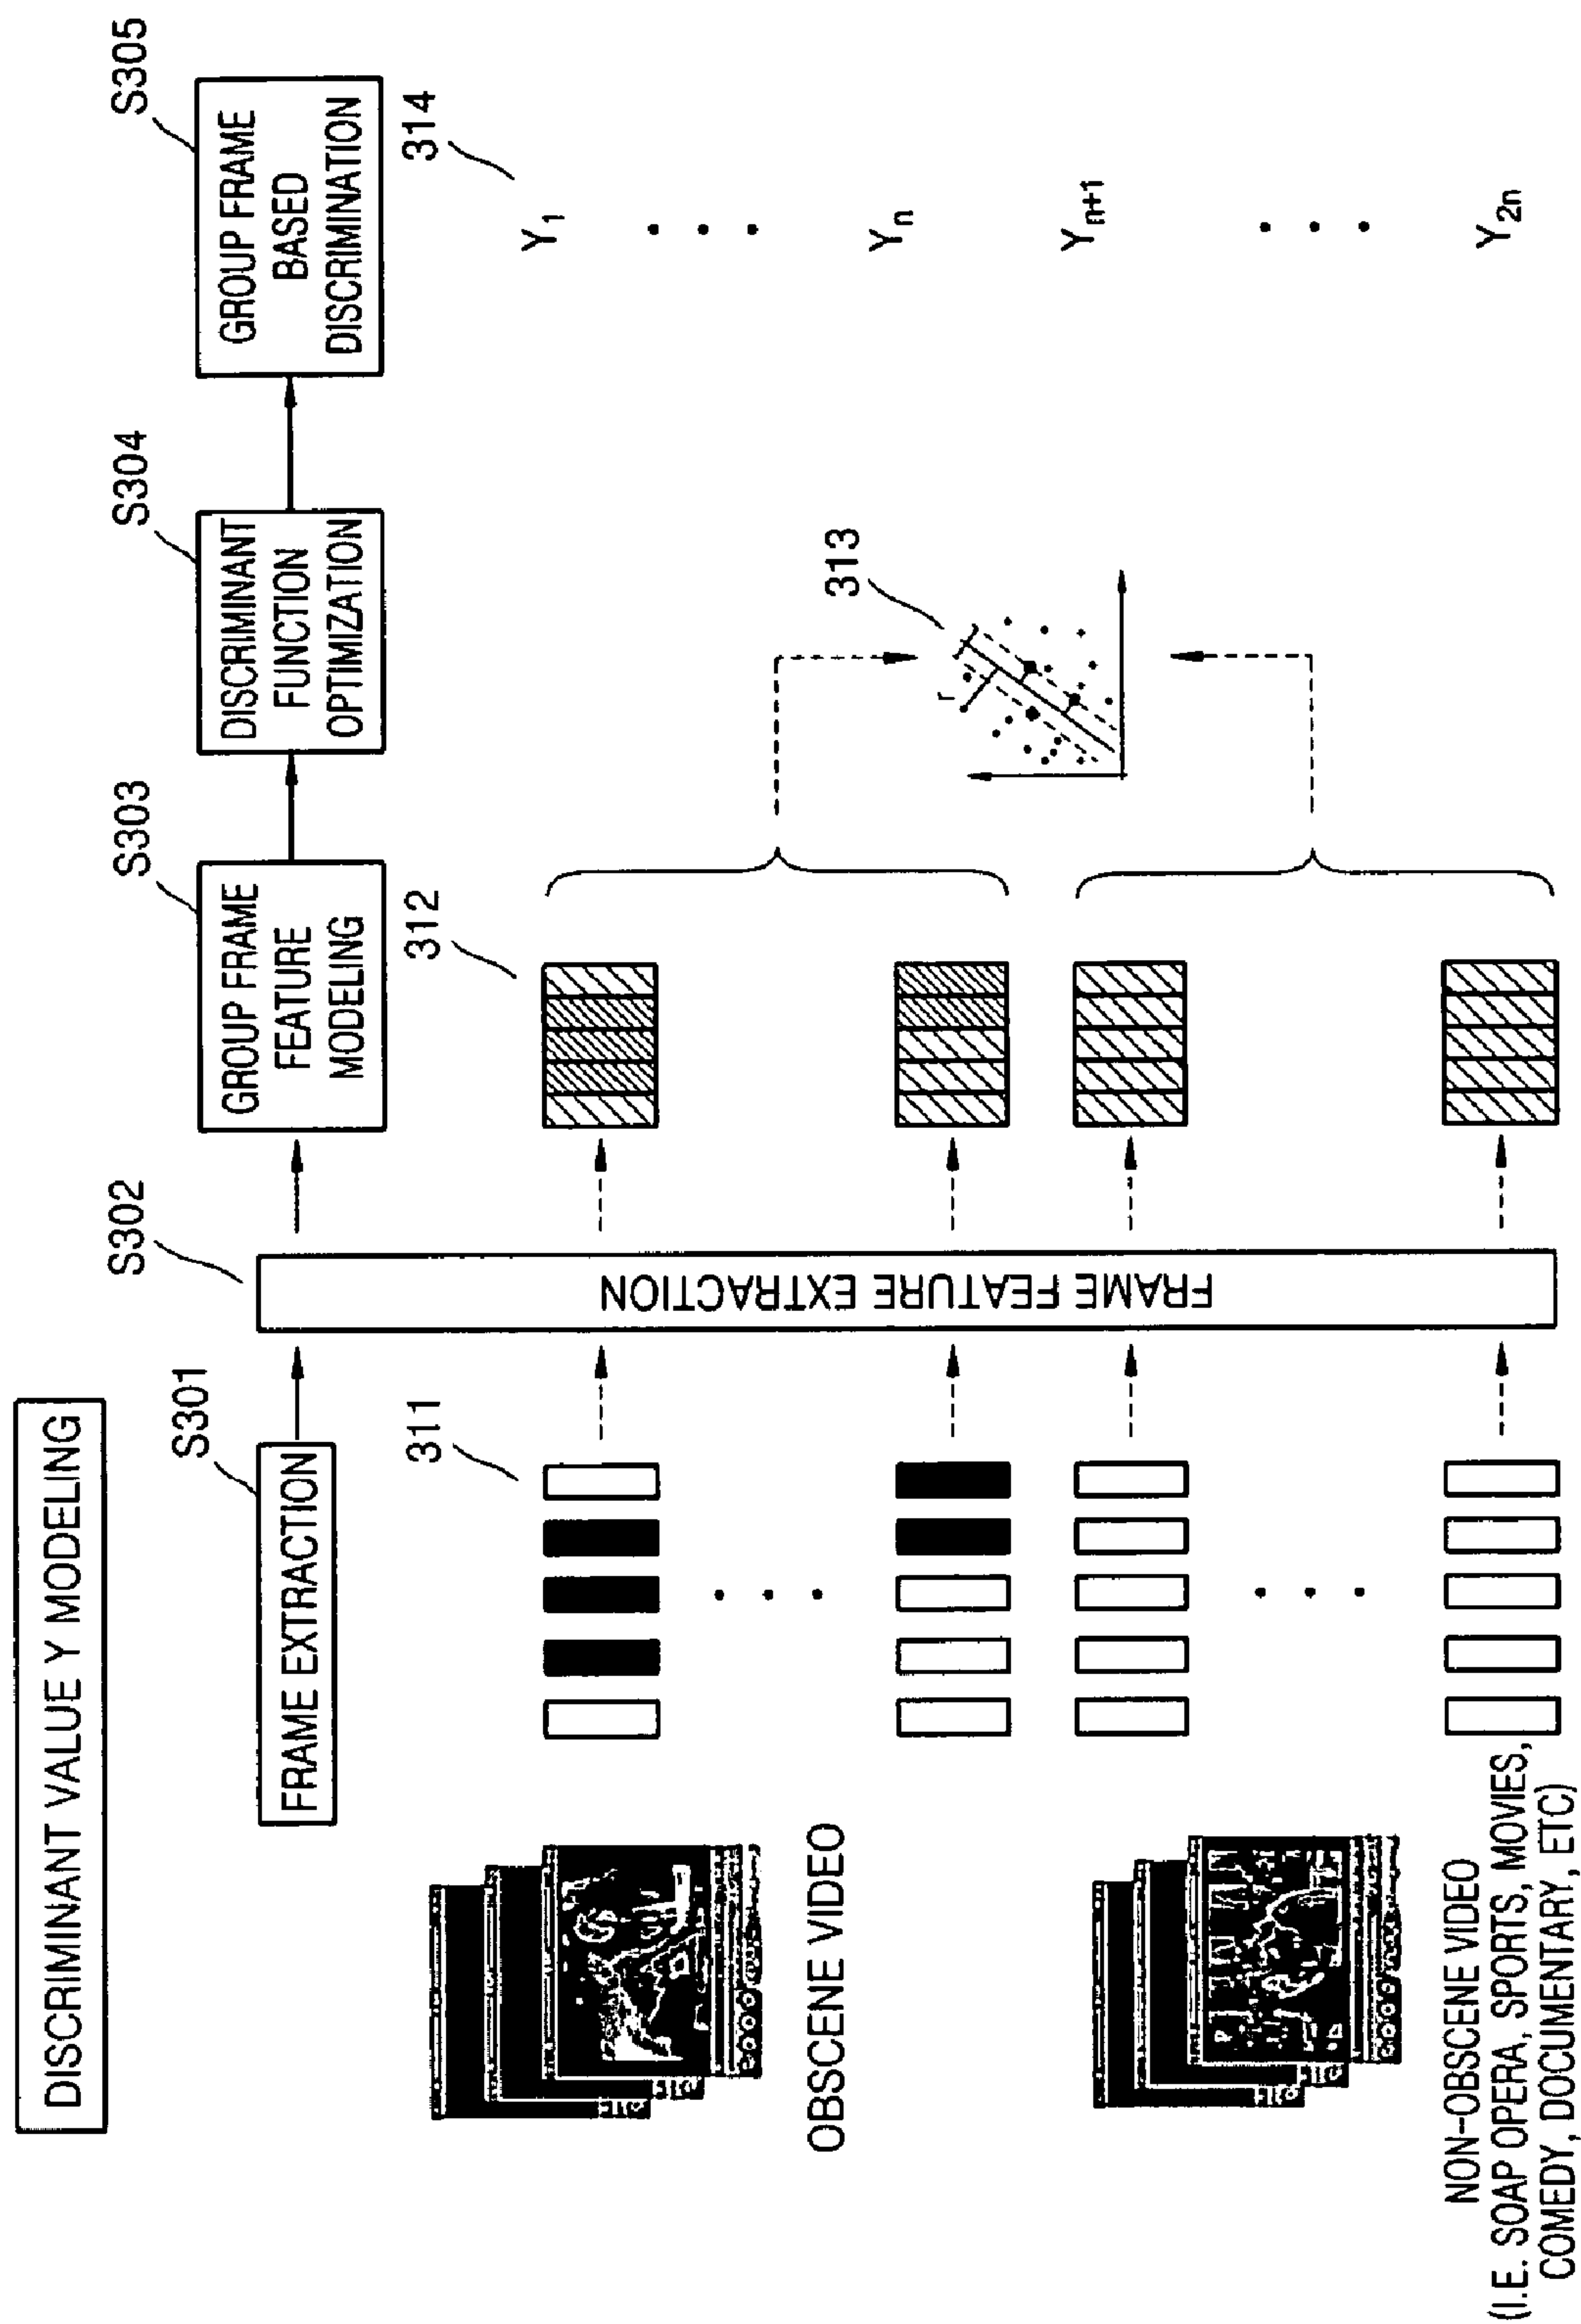 DISCRIMINANT VALUE Y MODELING
S301
FRAME EXTRACTION
S302
FRAME FEATURE EXTRACTION
S303
GROUP FRAME
FEATURE
MODELING
S304
DISCRIMINANT
FUNCTION
OPTIMIZATION
S305
GROUP FRAME
BASED
DISCRIMINATION
311
312
313
r
314
Y1
Yn
Yn+1
Y2n
OBSCENE VIDEO
NON-OBSCENE VIDEO
(I.E. SOAP OPERA, SPORTS, MOVIES,
COMEDY, DOCUMENTARY, ETC)